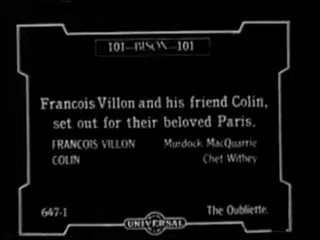 101-BISON-101
Francois Villon and his friend Colin,
set out for their beloved Paris.
FRANCOIS VILLON Murdock MacQuarrie
COLIN Chet Withey
647-1 UNIVERSAL The Oubliette.